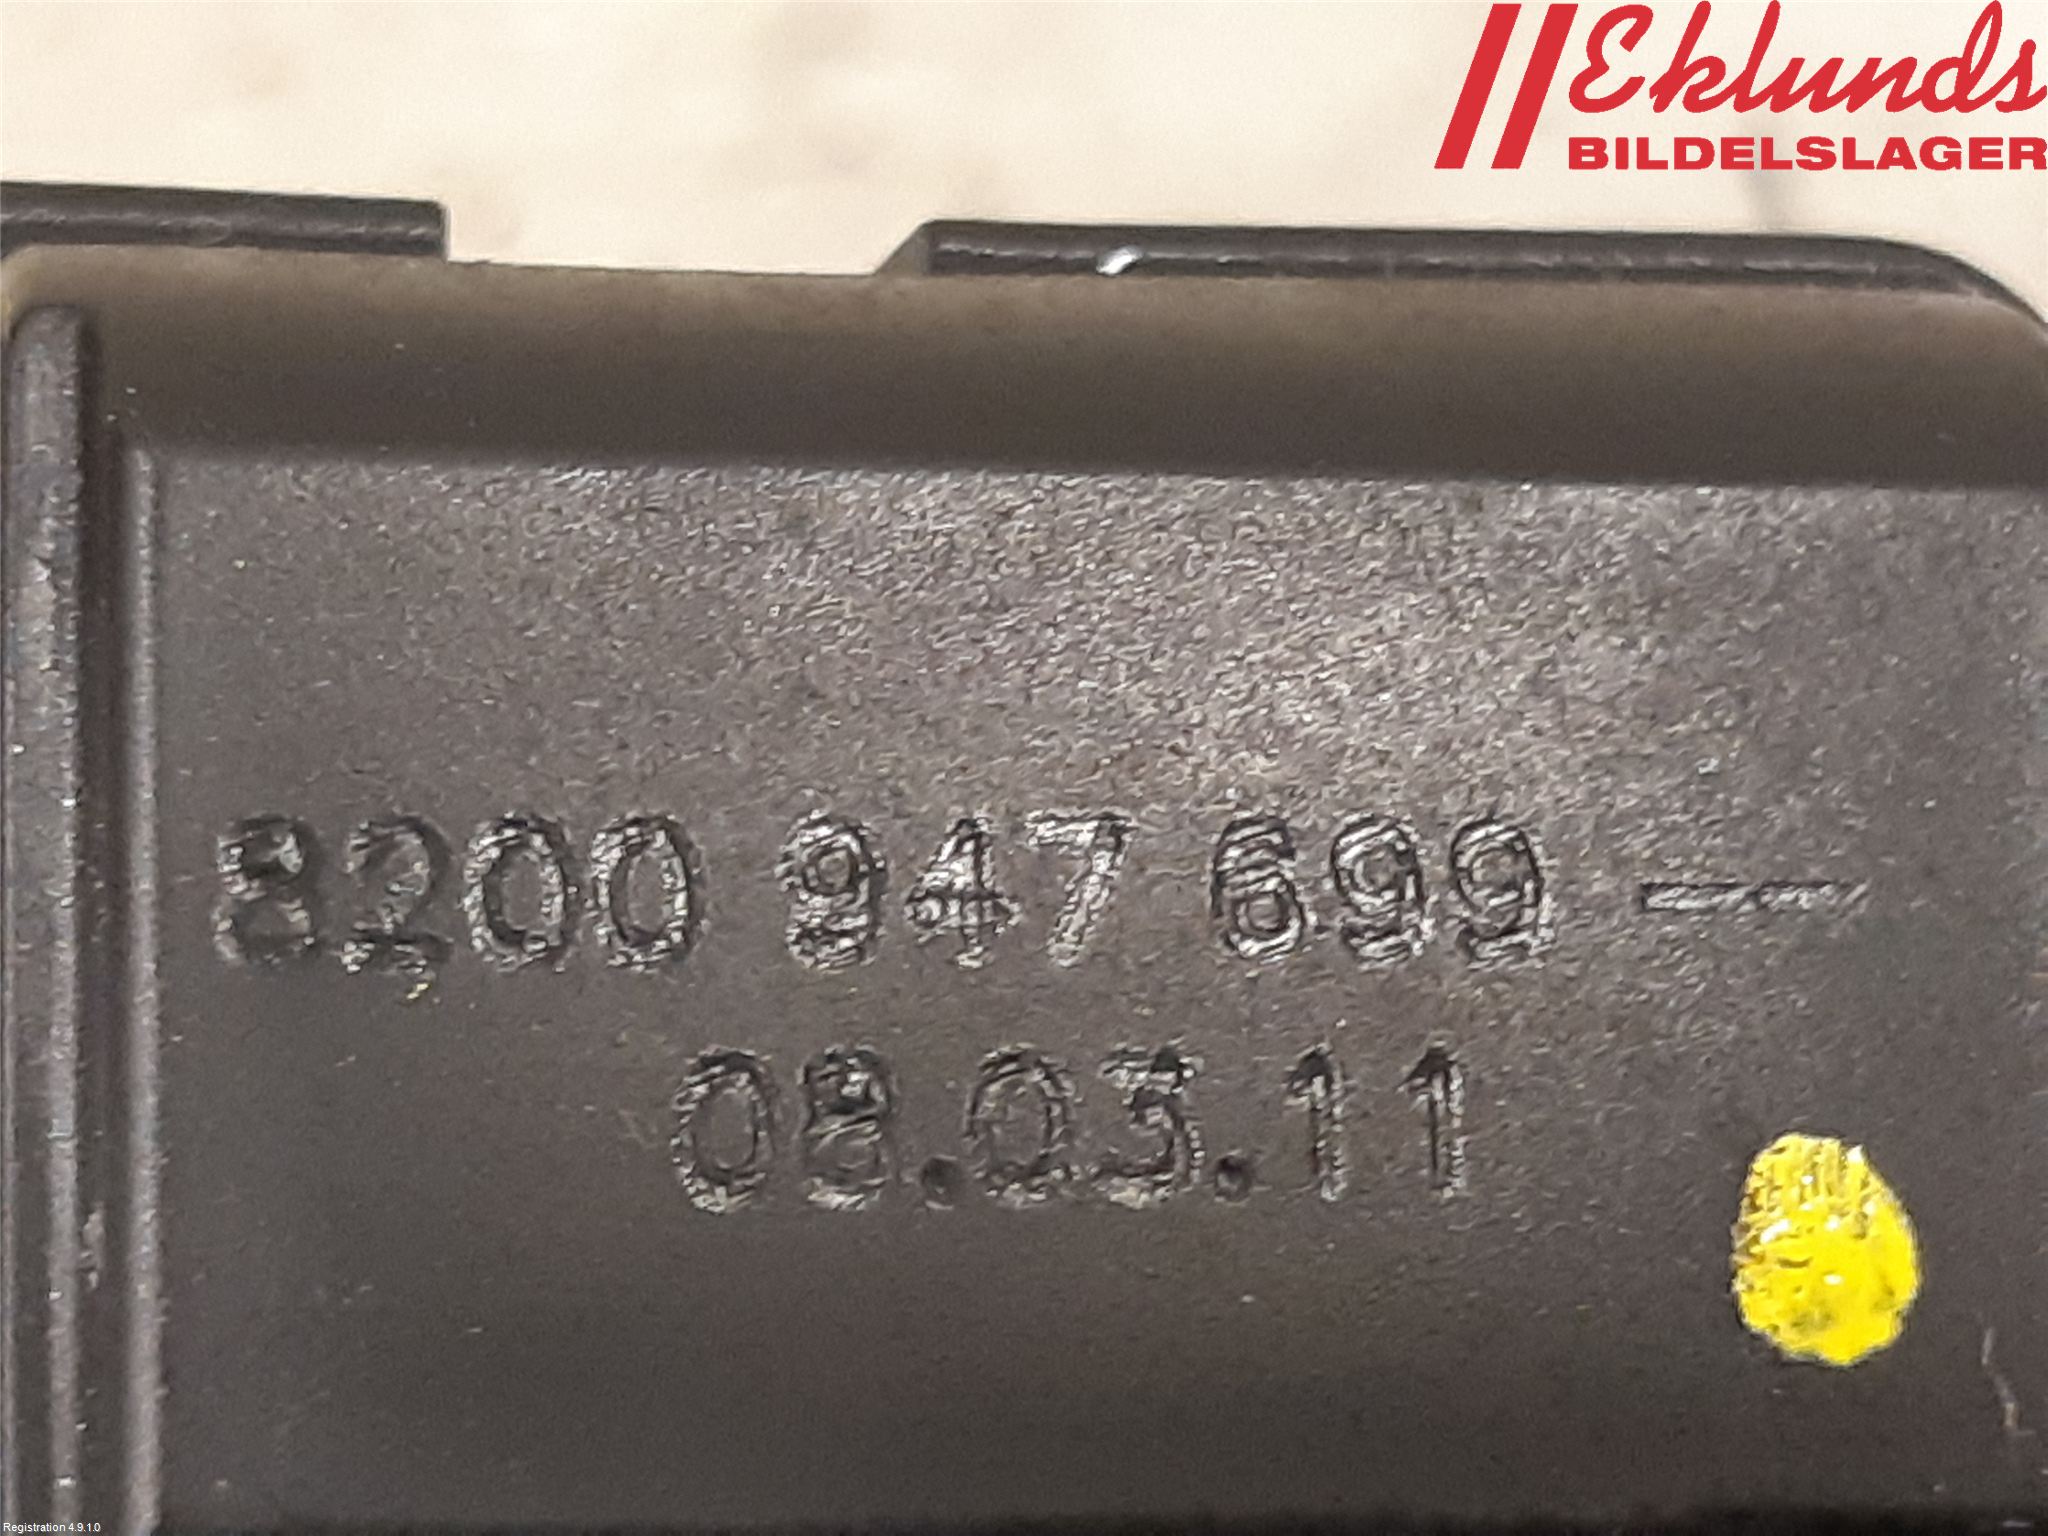 Eklunds
BILDELSLAGER
8200 947 699 —
08.03.11
Registration 4.9.1.0